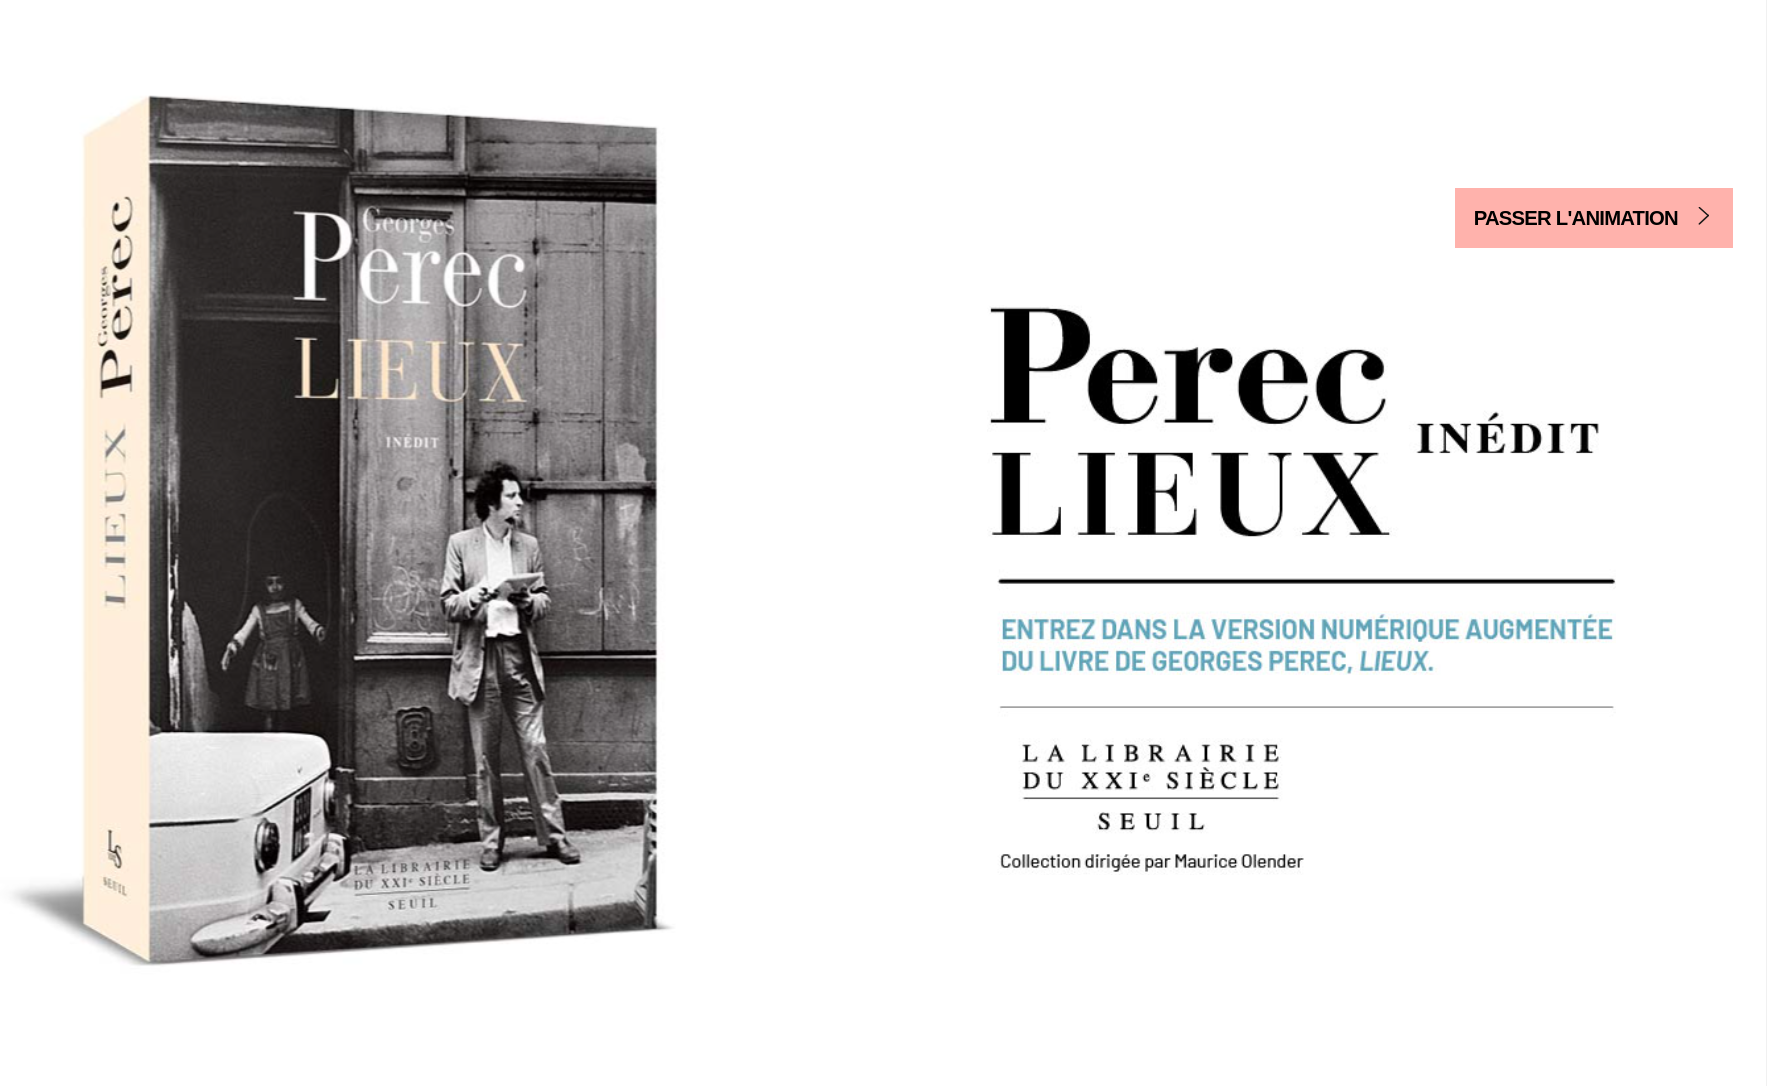 Georges
Perec
LIEUX
INÉDIT
LA LIBRAIRIE
DU XXIe SIÈCLE
SEUIL
Georges
Perec
LIEUX
LS
SEUIL
PASSER L'ANIMATION
Perec
LIEUX
INÉDIT
ENTREZ DANS LA VERSION NUMÉRIQUE AUGMENTÉE
DU LIVRE DE GEORGES PEREC, LIEUX.
LA LIBRAIRIE
DU XXIe SIÈCLE
SEUIL
Collection dirigée par Maurice Olender